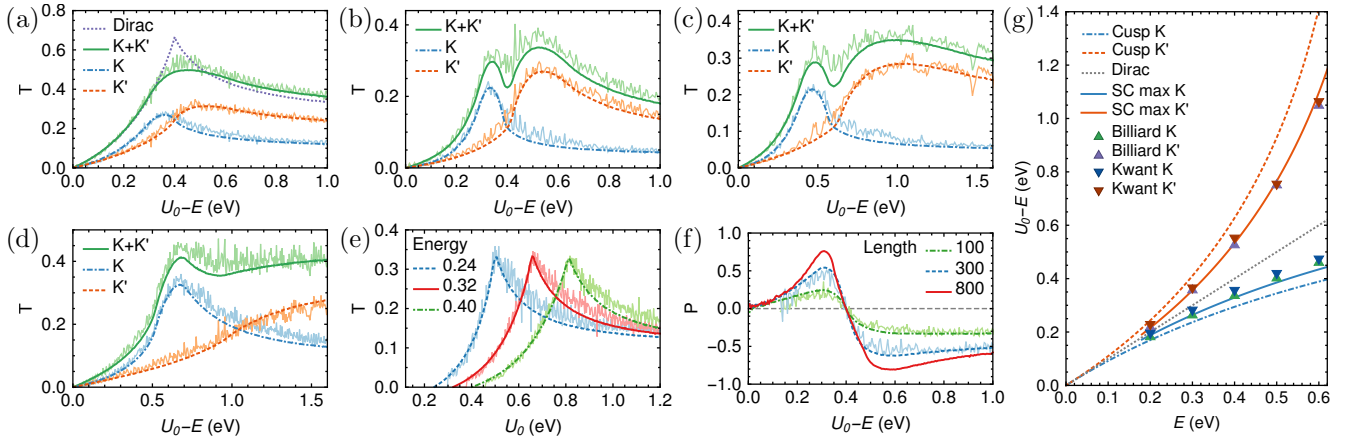 (a)
0.8
0.6
0.4
0.2
0.0
T
Dirac
K+K'
K
K'
0.0 0.2 0.4 0.6 0.8 1.0
U0−E (eV)
(b)
0.4
0.3
0.2
0.1
0.0
T
K+K'
K
K'
0.0 0.2 0.4 0.6 0.8 1.0
U0−E (eV)
(c)
0.4
0.3
0.2
0.1
0.0
T
K+K'
K
K'
0.0 0.5 1.0 1.5
U0−E (eV)
(d)
0.4
0.2
0.0
T
K+K'
K
K'
0.0 0.5 1.0 1.5
U0−E (eV)
(e)
0.4
0.3
0.2
0.1
0.0
T
Energy
0.24
0.32
0.40
0.2 0.4 0.6 0.8 1.0 1.2
U0 (eV)
(f)
1.0
0.5
0.0
−0.5
−1.0
P
Length
100
300
800
0.0 0.2 0.4 0.6 0.8 1.0
U0−E (eV)
(g)
1.4
1.2
1.0
0.8
0.6
0.4
0.2
0.0
U0−E (eV)
Cusp K
Cusp K'
Dirac
SC max K
SC max K'
Billiard K
Billiard K'
Kwant K
Kwant K'
0.0 0.1 0.2 0.3 0.4 0.5 0.6
E (eV)